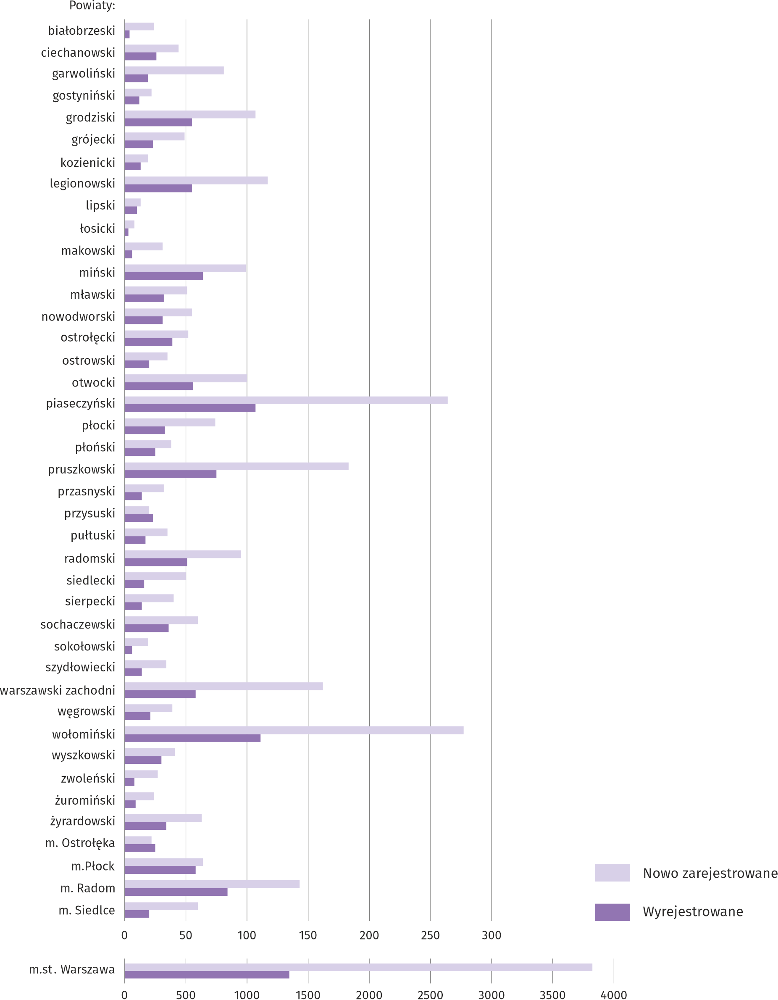 Powiaty:
białobrzeski
ciechanowski
garwoliński
gostyniński
grodziski
grójecki
kozienicki
legionowski
lipski
łosicki
makowski
miński
mławski
nowodworski
ostrołęcki
ostrowski
otwocki
piaseczyński
płocki
płoński
pruszkowski
przasnyski
przysuski
pułtuski
radomski
siedlecki
sierpecki
sochaczewski
sokołowski
szydłowiecki
warszawski zachodni
węgrowski
wołomiński
wyszkowski
zwoleński
żuromiński
żyrardowski
m. Ostrołęka
m.Płock
m. Radom
m. Siedlce
0 50 100 150 200 250 300
Nowo zarejestrowane
Wyrejestrowane
m.st. Warszawa
0 500 1000 1500 2000 2500 3000 3500 4000